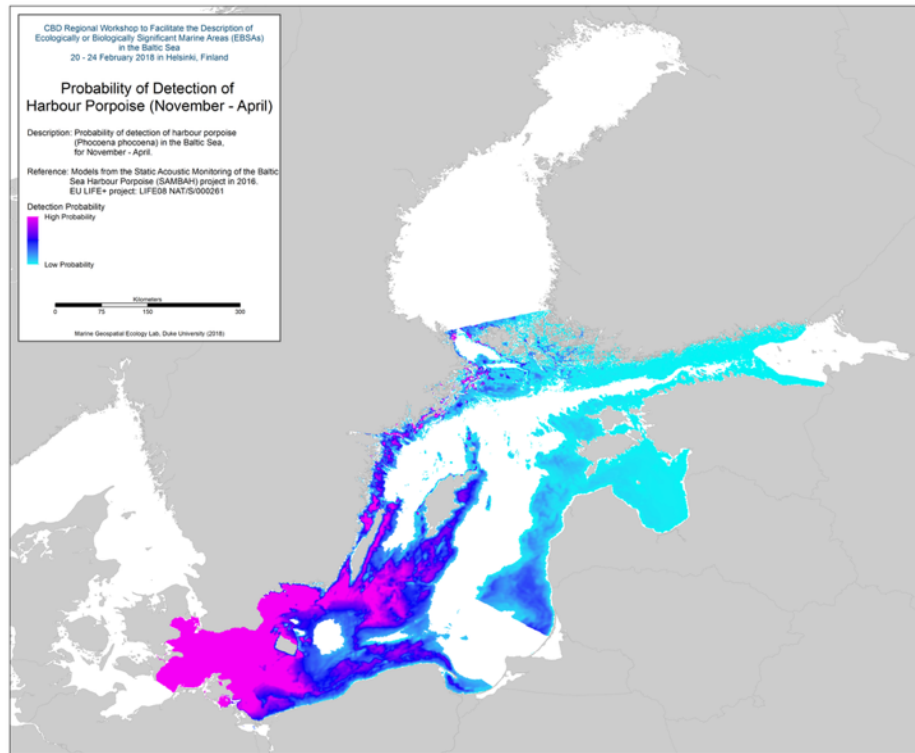 CBD Regional Workshop to Facilitate the Description of
Ecologically or Biologically Significant Marine Areas (EBSAs)
in the Baltic Sea
20 - 24 February 2018 in Helsinki, Finland
Probability of Detection of
Harbour Porpoise (November - April)
Description: Probability of detection of harbour porpoise
(Phocoena phocoena) in the Baltic Sea,
for November - April.
Reference: Models from the Static Acoustic Monitoring of the Baltic
Sea Harbour Porpoise (SAMBAH) project in 2016.
EU LIFE+ project: LIFE08 NAT/S/000261
Detection Probability
High Probability
Low Probability
Kilometers
0 75 150 300
Marine Geospatial Ecology Lab, Duke University (2018)